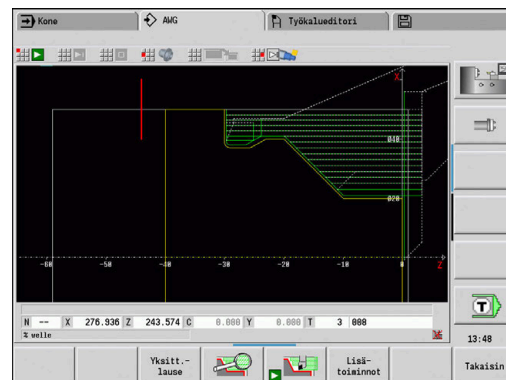 Kone
AWG
Työkalueditori
X
Ø40
Ø20
-60 -50 -40 -30 -20 -10 0 Z
T
N -- X 276.936 Z 243.574 C 0.000 Y 0.000 T 3 000
% welle
13:48
Yksitt.-
lause
Lisä-
toiminnot
Takaisin